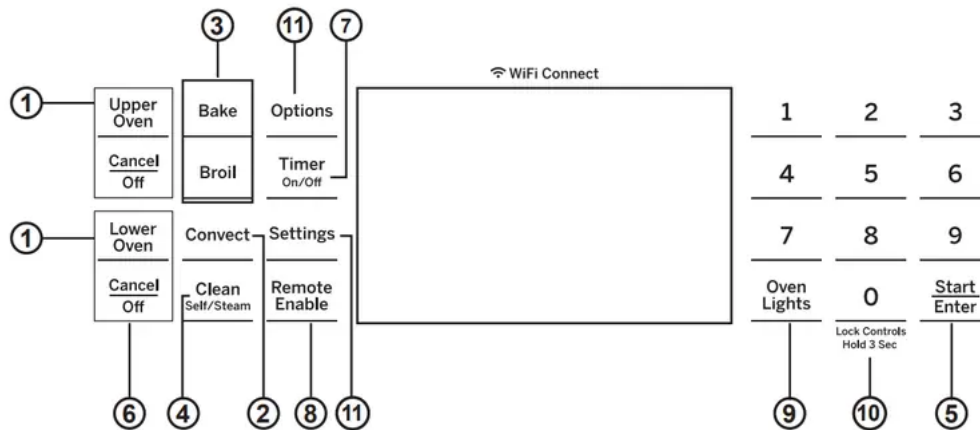 3
11
7
WiFi Connect
1
Upper
Oven
Bake
Options
1
2
3
Cancel
Off
Broil
Timer
On/Off
4
5
6
1
Lower
Oven
Convect
Settings
7
8
9
Cancel
Off
Clean
Self/Steam
Remote
Enable
Oven
Lights
0
Start
Enter
Lock Controls
Hold 3 Sec
6
4
2
8
11
9
10
5